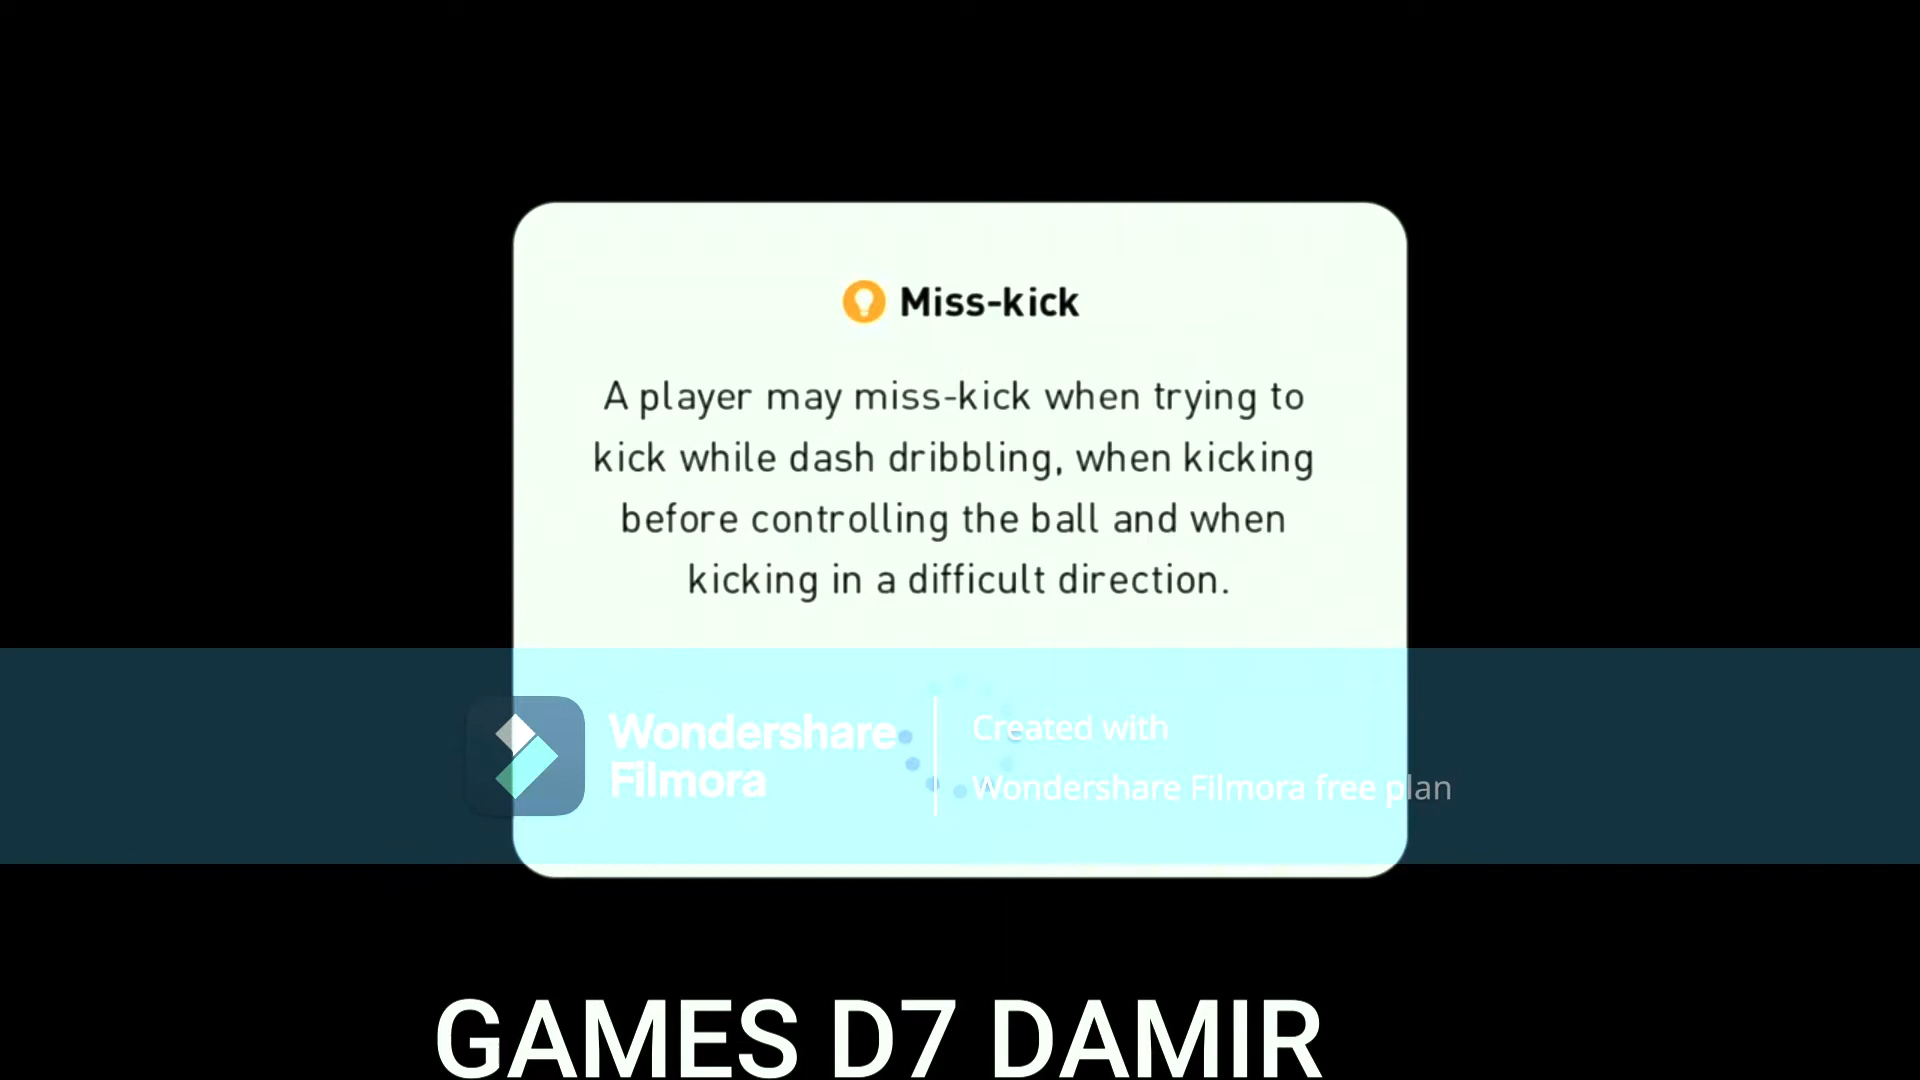 Miss-kick
A player may miss-kick when trying to
kick while dash dribbling, when kicking
before controlling the ball and when
kicking in a difficult direction.
Wondershare
Filmora
Created with
Wondershare Filmora free plan
GAMES D7 DAMIR